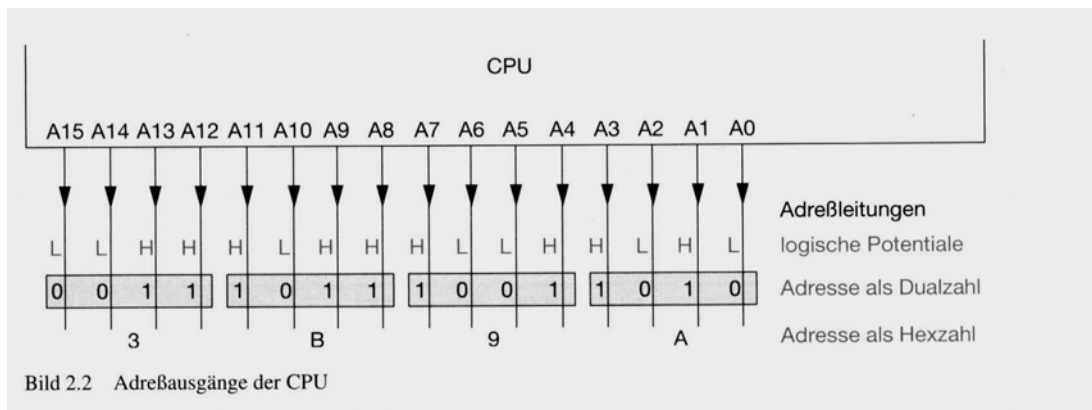 CPU
A15 A14 A13 A12 A11 A10 A9 A8 A7 A6 A5 A4 A3 A2 A1 A0
Adreßleitungen
L L H H H L H H H L L H H L H L logische Potentiale
0 0 1 1 1 0 1 1 1 0 0 1 1 0 1 0 Adresse als Dualzahl
3 B 9 A Adresse als Hexzahl
Bild 2.2 Adreßausgänge der CPU